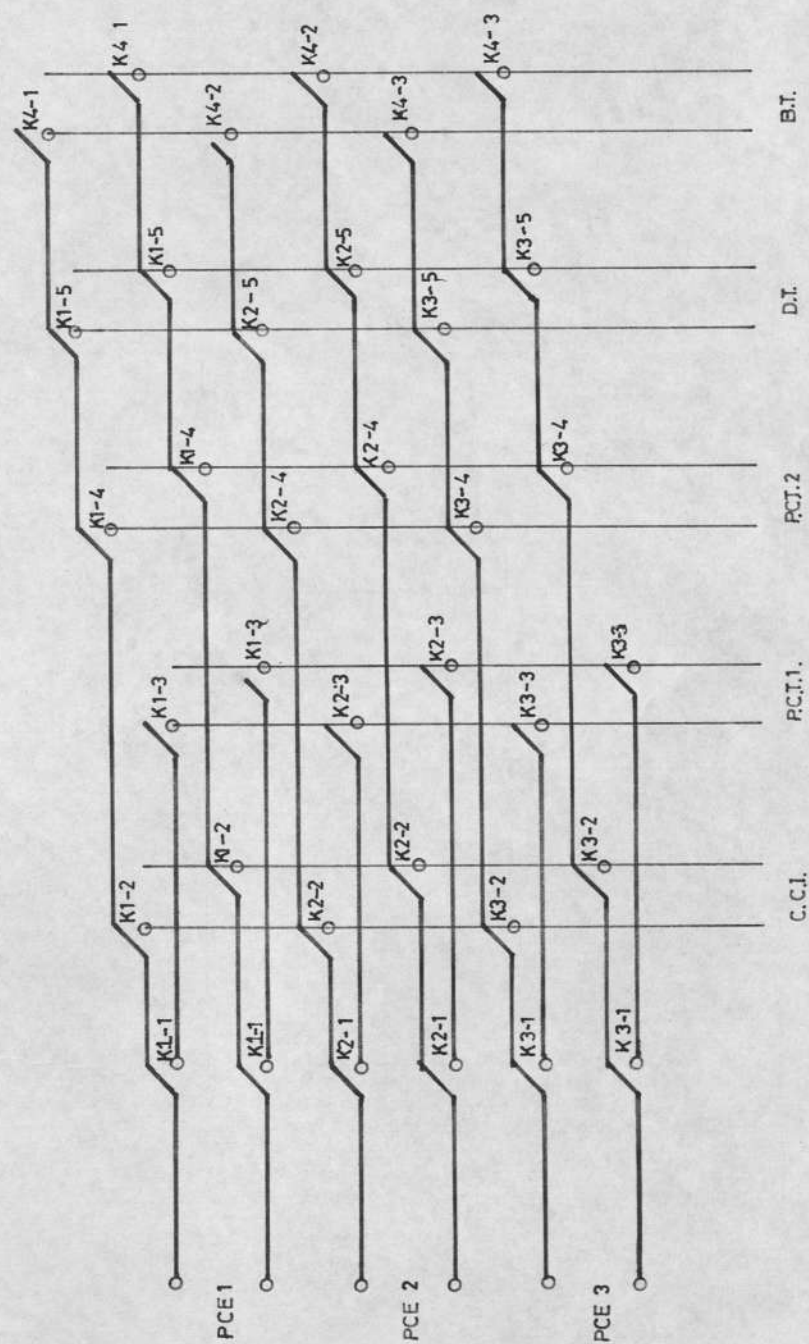 K4-1
K4 1
K4-2
K4-2
K4-3
K4-3
K1-5
K1-5
K2-5
K2-5
K3-5
K3-5
K1-4
K1-4
K2-4
K2-4
K3-4
K3-4
K1-3
K1-3
K2-3
K2-3
K3-3
K3-3
K1-2
K1-2
K2-2
K2-2
K3-2
K3-2
K1-1
K1-1
K2-1
K2-1
K3-1
K3-1
PCE 1
PCE 2
PCE 3
C.C.I.
P.C.T.1.
P.C.T.2
D.T.
B.T.